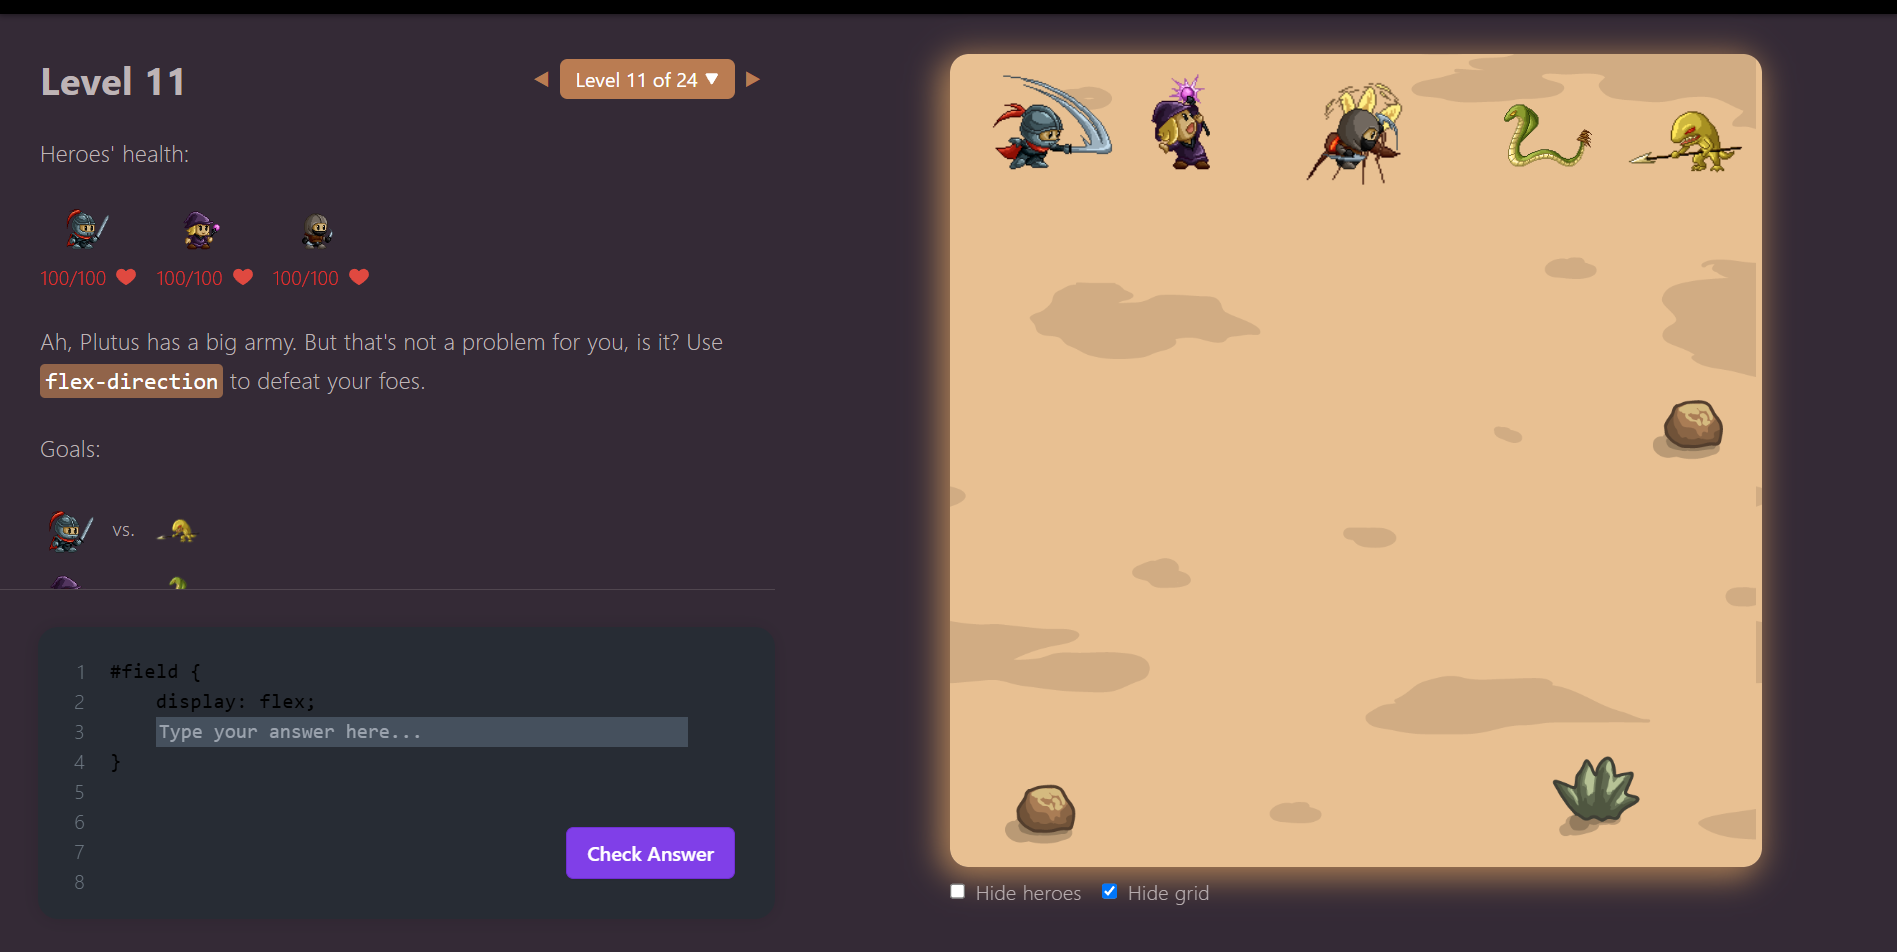 Level 11
Level 11 of 24
Heroes' health:
100/100 100/100 100/100
Ah, Plutus has a big army. But that's not a problem for you, is it? Use
flex-direction to defeat your foes.
Goals:
vs.
1 #field {
2 display: flex;
3 Type your answer here...
4 }
5
6
7
8
Check Answer
Hide heroes Hide grid